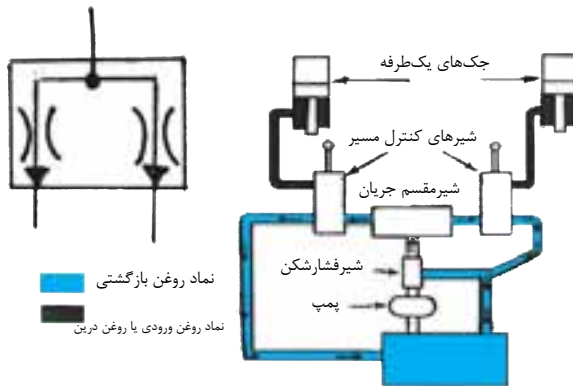 جک‌های یک‌طرفه
شیرهای کنترل مسیر
شیرمقسم جریان
شیرفشارشکن
پمپ
نماد روغن بازگشتی
نماد روغن ورودی یا روغن درین